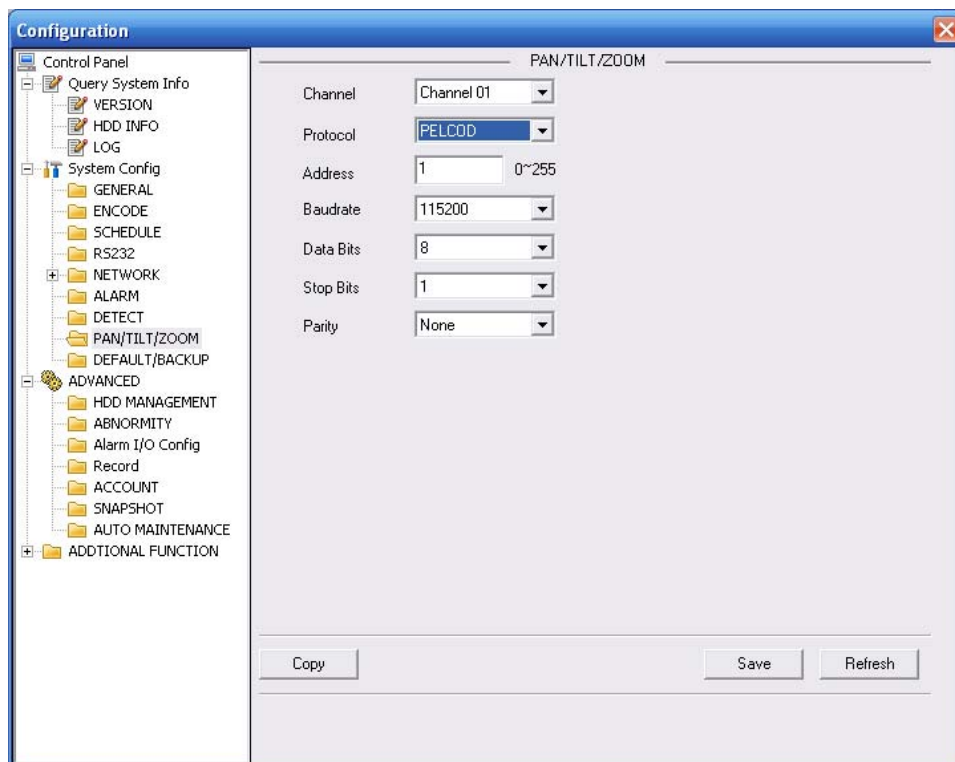 Configuration
Control Panel
Query System Info
VERSION
HDD INFO
LOG
System Config
GENERAL
ENCODE
SCHEDULE
RS232
NETWORK
ALARM
DETECT
PAN/TILT/ZOOM
DEFAULT/BACKUP
ADVANCED
HDD MANAGEMENT
ABNORMITY
Alarm I/O Config
Record
ACCOUNT
SNAPSHOT
AUTO MAINTENANCE
ADDTIONAL FUNCTION
PAN/TILT/ZOOM
Channel Channel 01
Protocol PELCOD
Address 1 0~255
Baudrate 115200
Data Bits 8
Stop Bits 1
Parity None
Copy Save Refresh